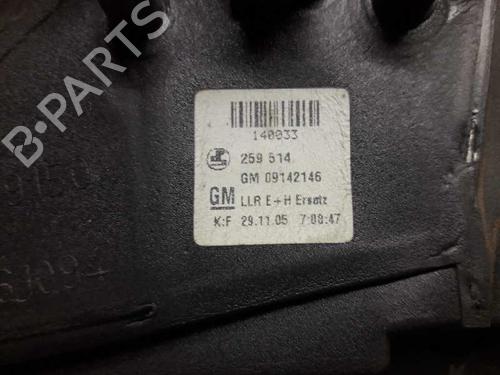 140033
259 514
GM 09142146
GM LLR E+H Ersatz
K:F 29.11.05 7:08:47
B-PARTS